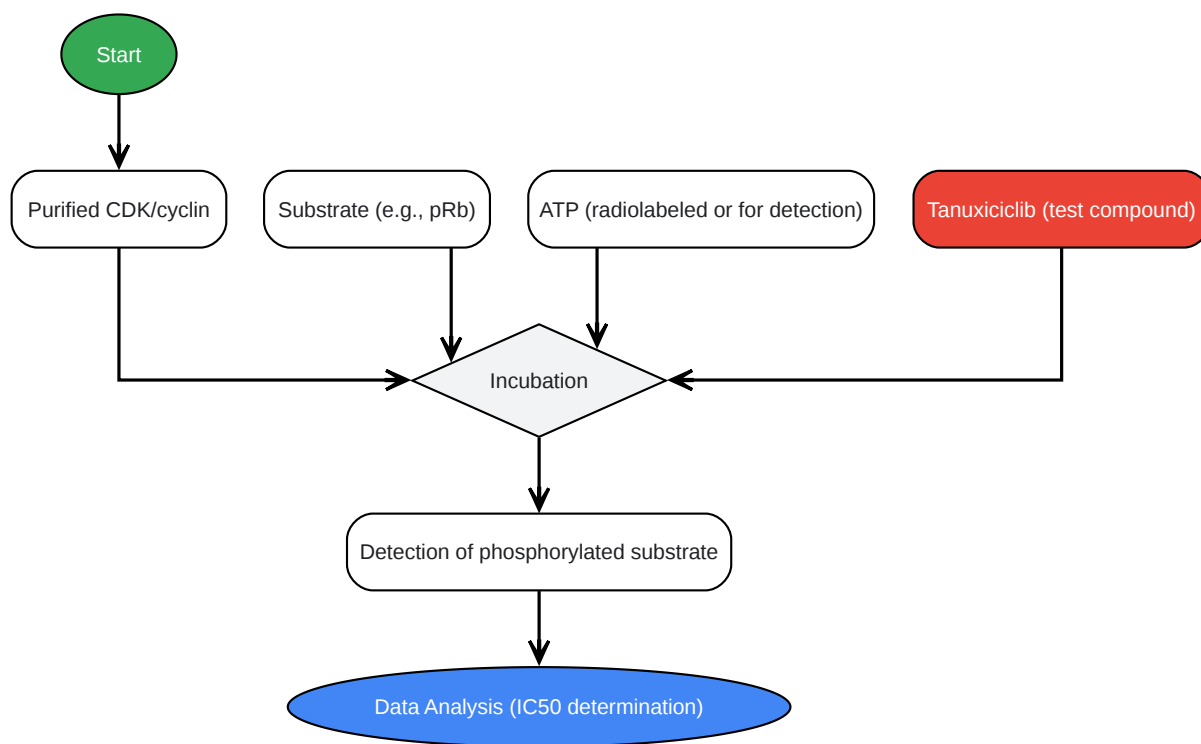 Start
Purified CDK/cyclin
Substrate (e.g., pRb)
ATP (radiolabeled or for detection)
Tanuxiciclib (test compound)
Incubation
Detection of phosphorylated substrate
Data Analysis (IC50 determination)